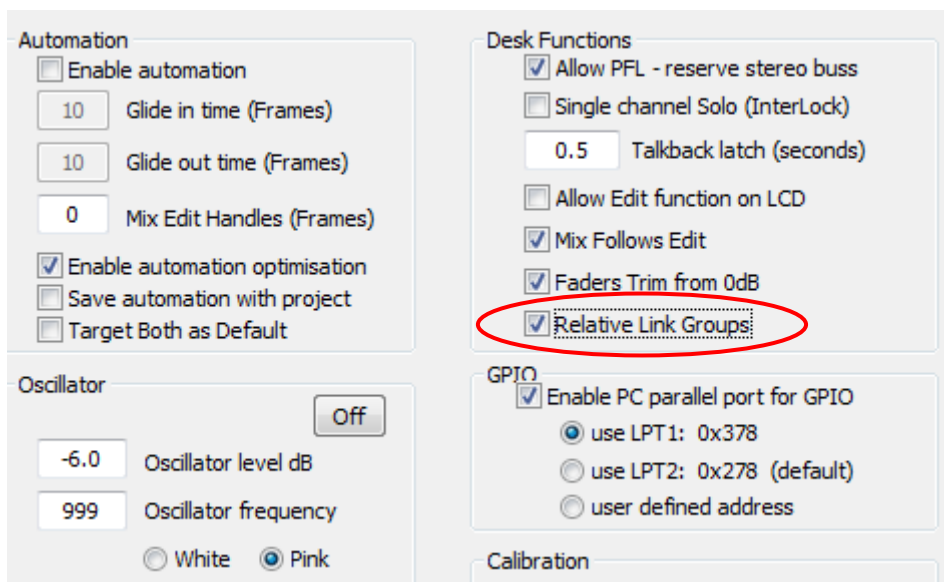 Automation
Enable automation
10 Glide in time (Frames)
10 Glide out time (Frames)
0 Mix Edit Handles (Frames)
Enable automation optimisation
Save automation with project
Target Both as Default
Oscillator
Off
-6.0 Oscillator level dB
999 Oscillator frequency
White Pink
Desk Functions
Allow PFL - reserve stereo buss
Single channel Solo (InterLock)
0.5 Talkback latch (seconds)
Allow Edit function on LCD
Mix Follows Edit
Faders Trim from 0dB
Relative Link Groups
GPIO
Enable PC parallel port for GPIO
use LPT1: 0x378
use LPT2: 0x278 (default)
user defined address
Calibration